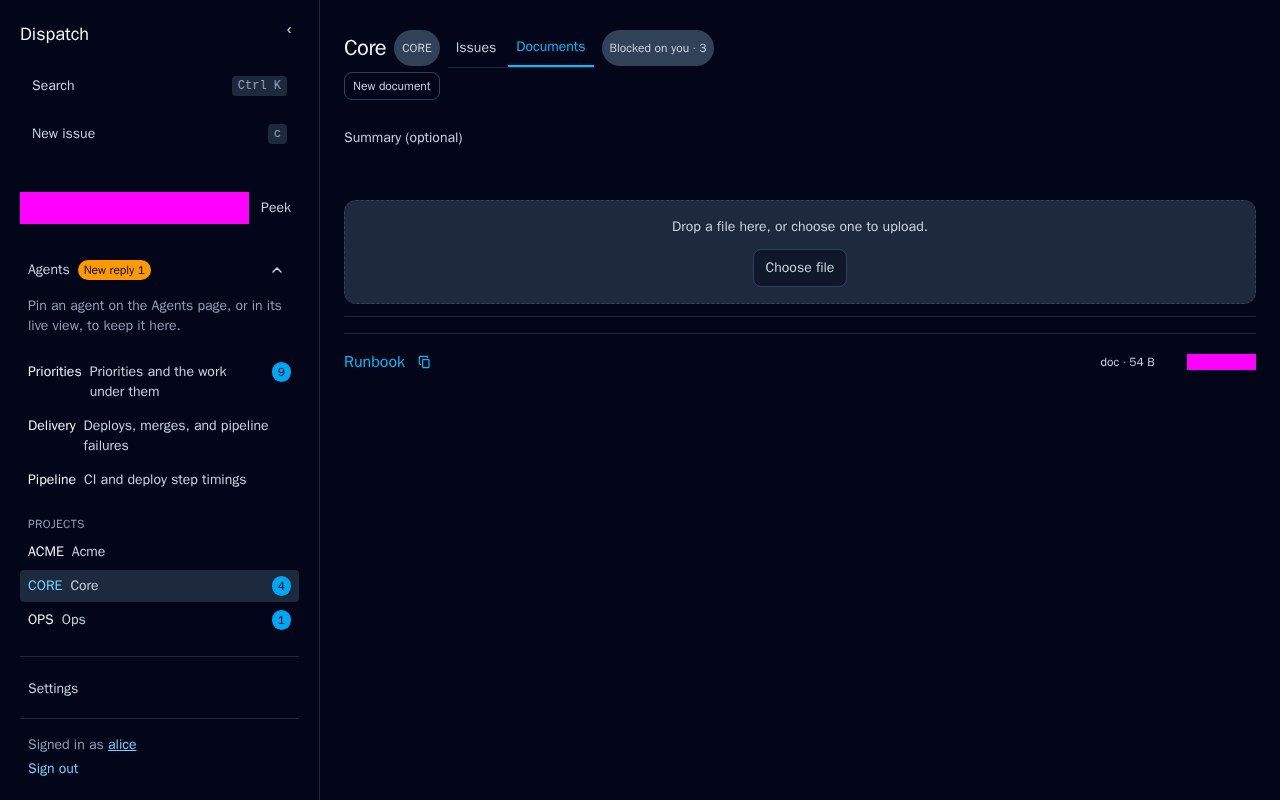 Dispatch
Search
Ctrl K
New issue
C
Peek
Agents
New reply 1
Pin an agent on the Agents page, or in its
live view, to keep it here.
Priorities
Priorities and the work
under them
9
Delivery
Deploys, merges, and pipeline
failures
Pipeline
CI and deploy step timings
PROJECTS
ACME Acme
CORE Core
4
OPS Ops
1
Settings
Signed in as alice
Sign out
Core
CORE
Issues
Documents
Blocked on you · 3
New document
Summary (optional)
Drop a file here, or choose one to upload.
Choose file
Runbook
doc · 54 B